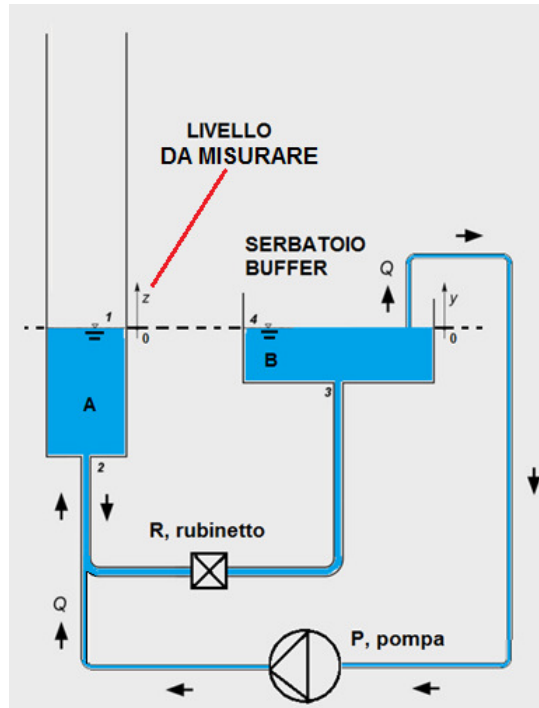 LIVELLO
DA MISURARE
SERBATOIO
BUFFER
Q
z
y
1
4
0
0
B
A
3
2
R, rubinetto
Q
P, pompa